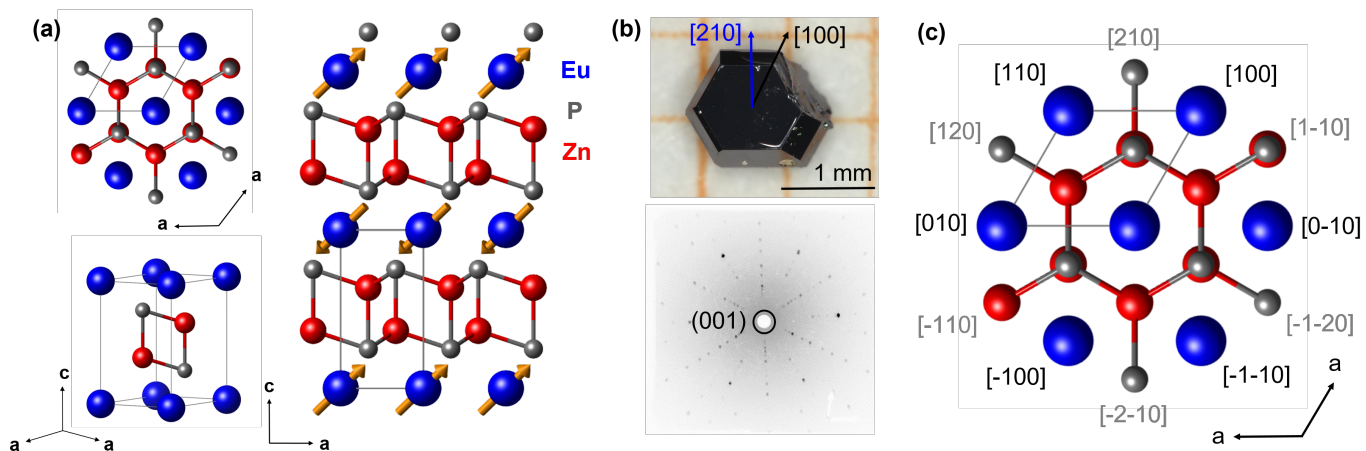 (a)
a
a
c
a
a
c
a
Eu
P
Zn
(b)
[210]
[100]
1 mm
(001)
(c)
[210]
[110]
[100]
[120]
[1-10]
[010]
[0-10]
[-110]
[-1-20]
[-100]
[-1-10]
[-2-10]
a
a